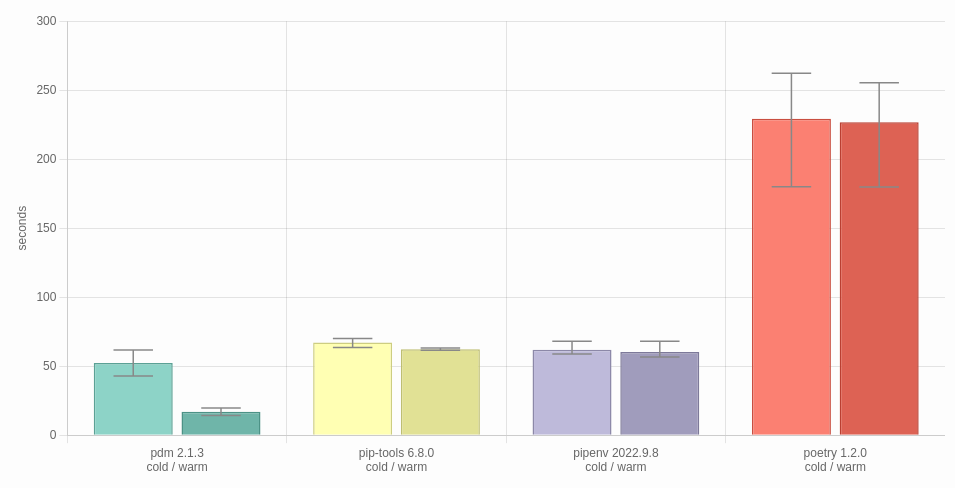 300
250
200
150
100
50
0
seconds
pdm 2.1.3
cold / warm
pip-tools 6.8.0
cold / warm
pipenv 2022.9.8
cold / warm
poetry 1.2.0
cold / warm